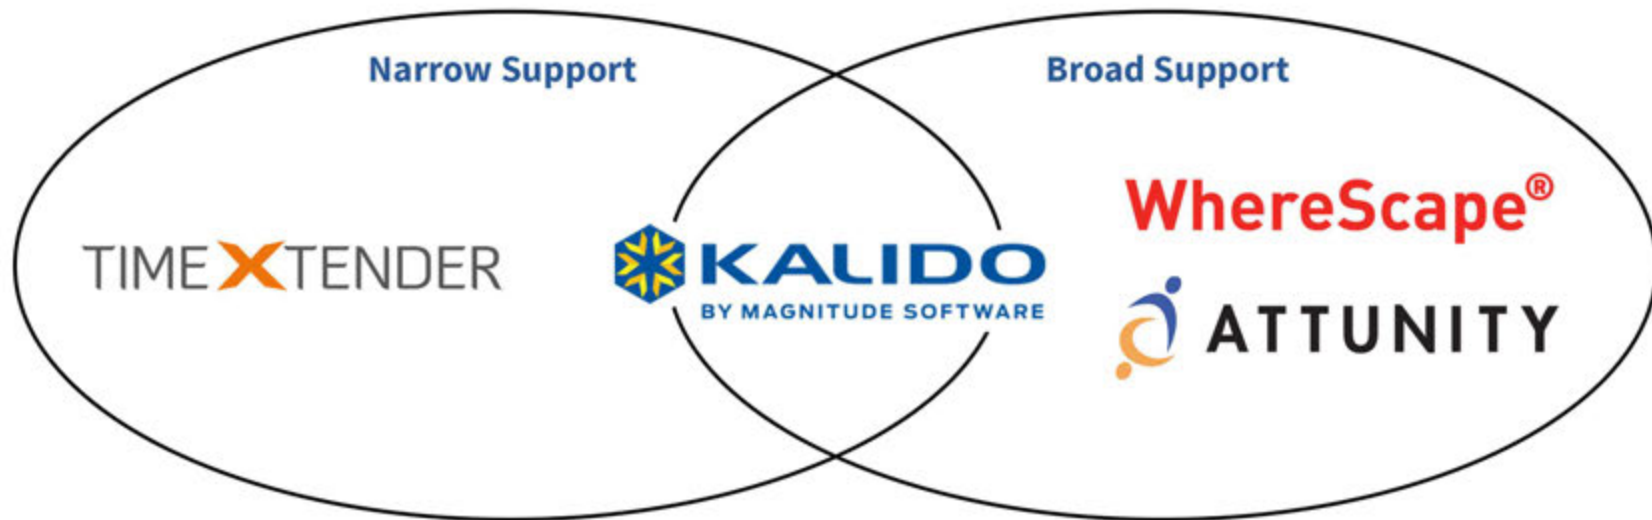 Narrow Support
Broad Support
TIMEXTENDER
KALIDO
BY MAGNITUDE SOFTWARE
WhereScape®
ATTUNITY